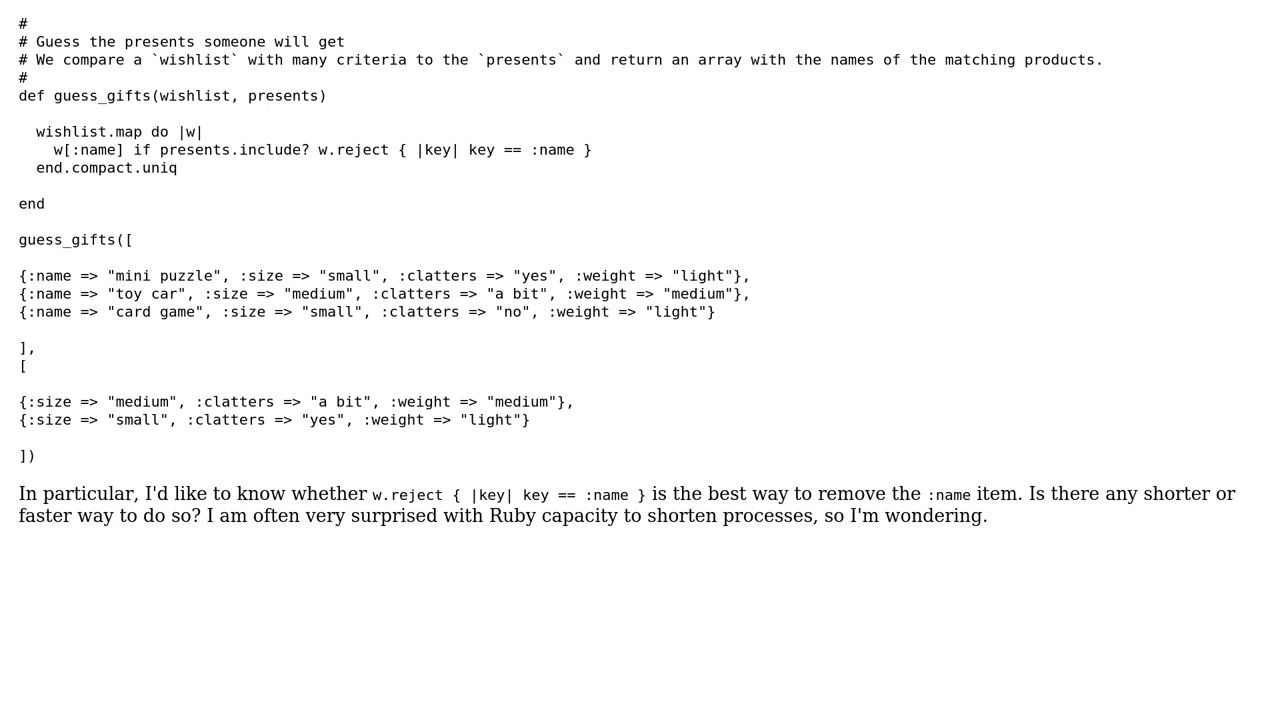 #
# Guess the presents someone will get
# We compare a `wishlist` with many criteria to the `presents` and return an array with the names of the matching products.
#
def guess_gifts(wishlist, presents)
  wishlist.map do |w|
    w[:name] if presents.include? w.reject { |key| key == :name }
  end.compact.uniq
end
guess_gifts([
{:name => "mini puzzle", :size => "small", :clatters => "yes", :weight => "light"},
{:name => "toy car", :size => "medium", :clatters => "a bit", :weight => "medium"},
{:name => "card game", :size => "small", :clatters => "no", :weight => "light"}
],
[
{:size => "medium", :clatters => "a bit", :weight => "medium"},
{:size => "small", :clatters => "yes", :weight => "light"}
])
In particular, I'd like to know whether w.reject { |key| key == :name } is the best way to remove the :name item. Is there any shorter or
faster way to do so? I am often very surprised with Ruby capacity to shorten processes, so I'm wondering.